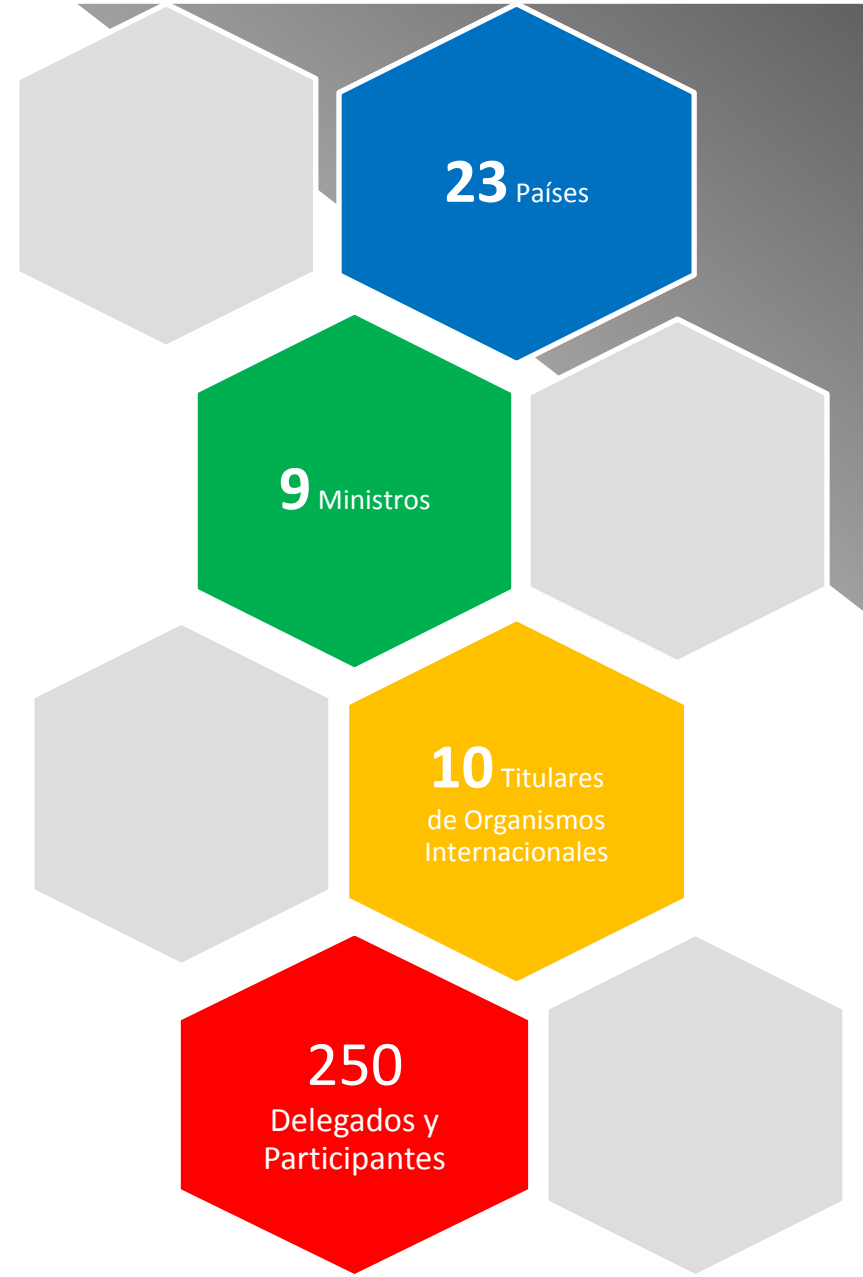 23 Países
9 Ministros
10 Titulares
de Organismos
Internacionales
250
Delegados y
Participantes